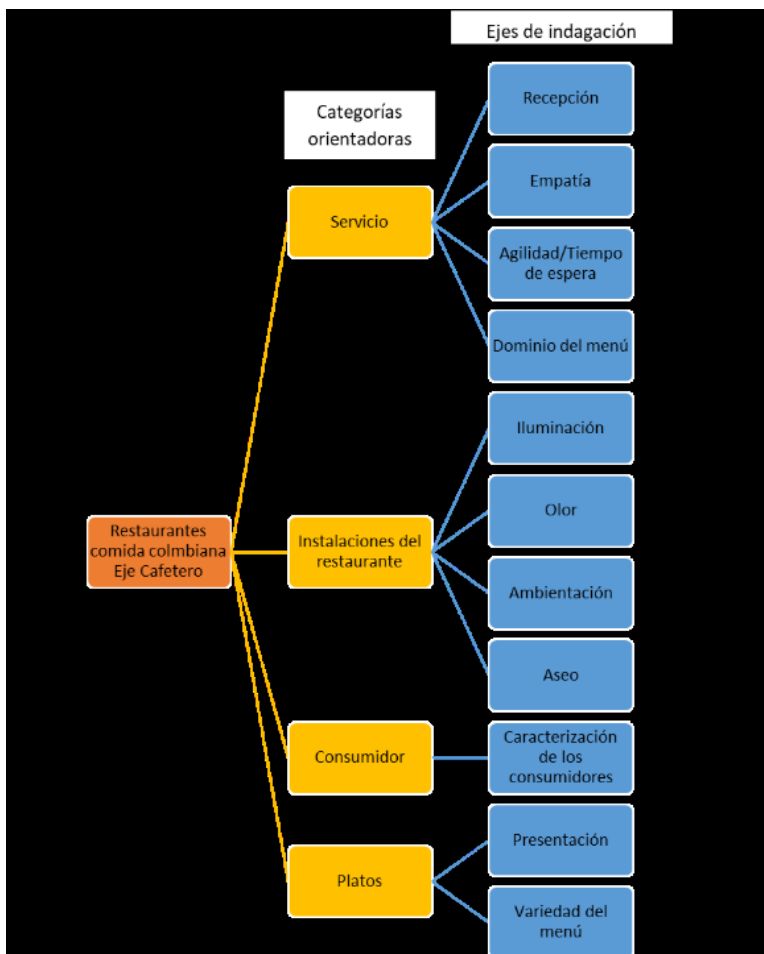 Ejes de indagación
Categorías
orientadoras
Recepción
Empatía
Agilidad/Tiempo
de espera
Dominio del menú
Servicio
Iluminación
Olor
Ambientación
Aseo
Instalaciones del
restaurante
Restaurantes
comida colmbiana
Eje Cafetero
Consumidor
Caracterización
de los
consumidores
Platos
Presentación
Variedad del
menú